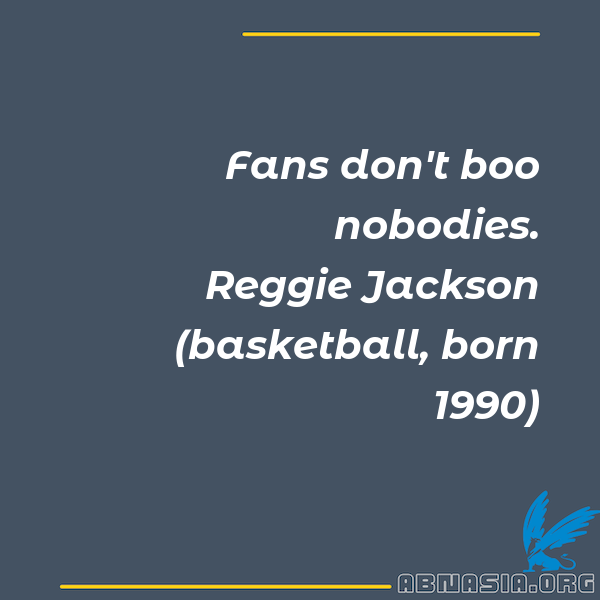 Fans don't boo
nobodies.
Reggie Jackson
(basketball, born
1990)
ABNASIA.ORG